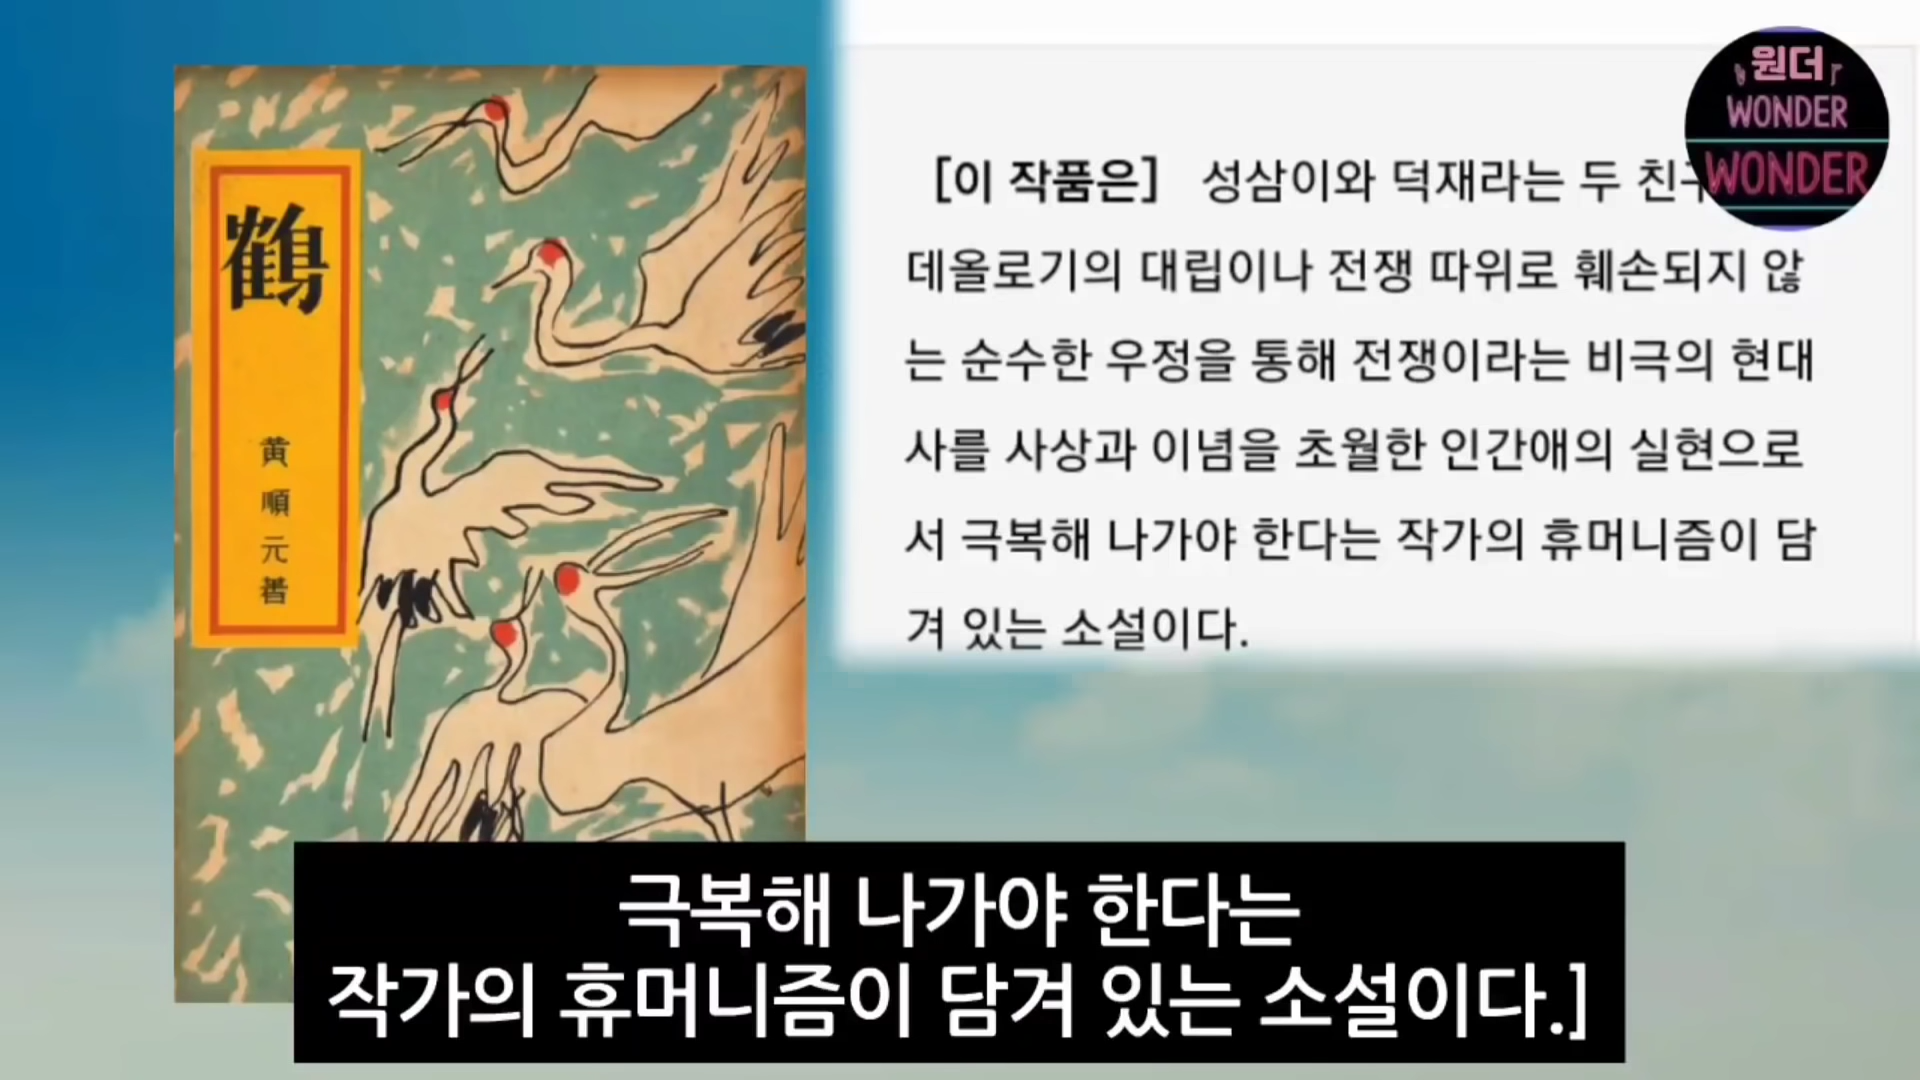 鶴
黄順元著
[이 작품은] 성삼이와 덕재라는 두
데올로기의 대립이나 전쟁 따위로 훼손되지 않
는 순수한 우정을 통해 전쟁이라는 비극의 현대
사를 사상과 이념을 초월한 인간애의 실현으로
서 극복해 나가야 한다는 작가의 휴머니즘이 담
겨 있는 소설이다.
원더
WONDER
WONDER
극복해 나가야 한다는
작가의 휴머니즘이 담겨 있는 소설이다.]